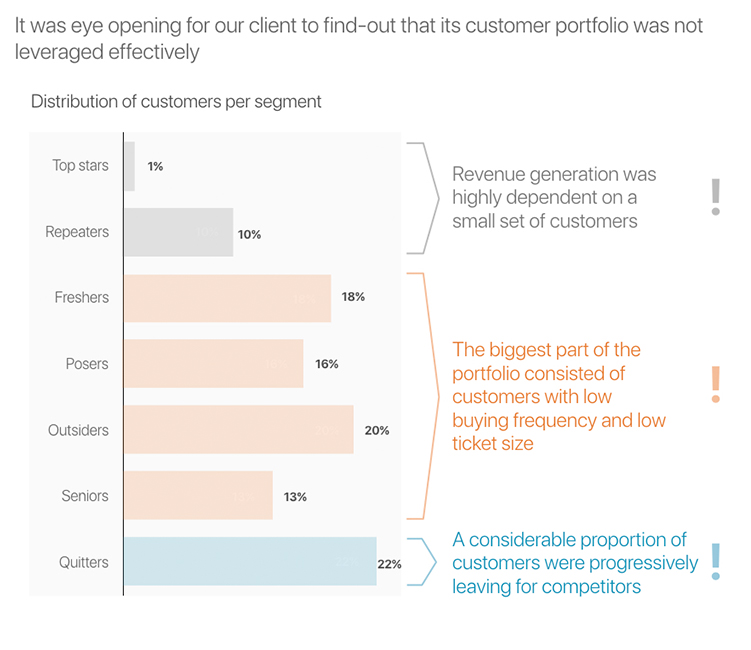 It was eye opening for our client to find-out that its customer portfolio was not
leveraged effectively
Distribution of customers per segment
Top stars
1%
Repeaters
10%
Freshers
18%
Posers
16%
Outsiders
20%
Seniors
13%
Quitters
22%
Revenue generation was
highly dependent on a
small set of customers
!
The biggest part of the
portfolio consisted of
customers with low
buying frequency and low
ticket size
!
A considerable proportion of
customers were progressively
leaving for competitors
!